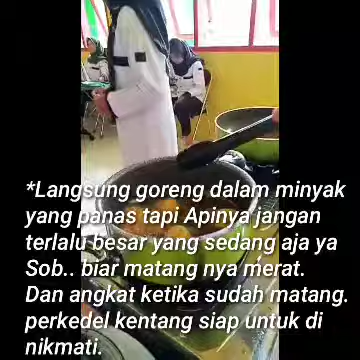 *Langsung goreng dalam minyak
yang panas tapi Apinya jangan
terlalu besar yang sedang aja ya
Sob.. biar matang nya merat.
Dan angkat ketika sudah matang.
perkedel kentang siap untuk di
nikmati.